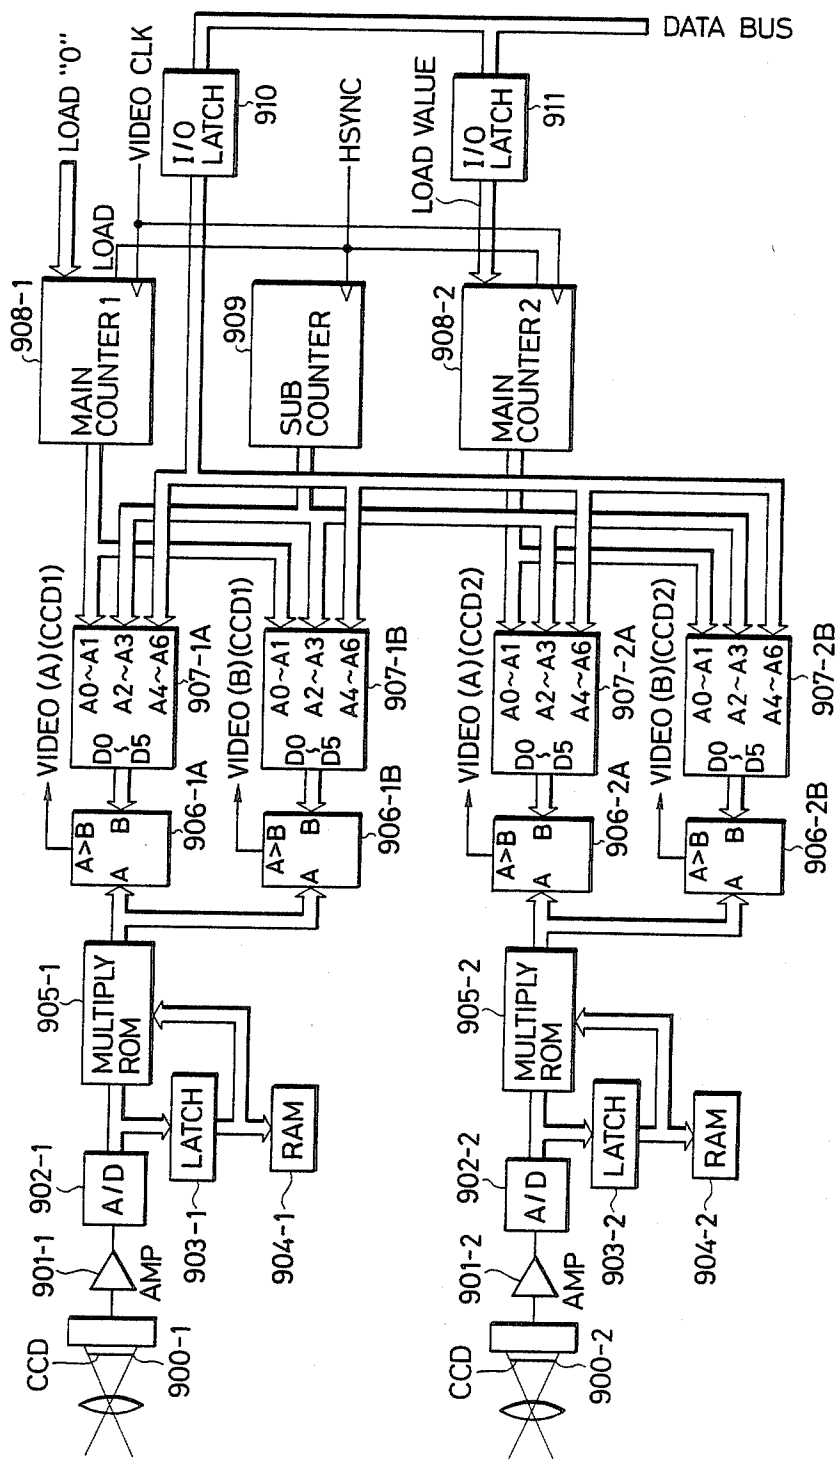 CCD
900-1
901-1
AMP
902-1
A/D
LATCH
903-1
RAM
904-1
905-1
MULTIPLY
ROM
A>B
A
B
906-1A
VIDEO (A)(CCD1)
D0
~
D5
A0~A1
A2~A3
A4~A6
907-1A
A>B
A
B
906-1B
VIDEO (B)(CCD1)
D0
~
D5
A0~A1
A2~A3
A4~A6
907-1B
908-1
MAIN
COUNTER 1
LOAD "0"
LOAD
VIDEO CLK
909
SUB
COUNTER
HSYNC
I/O
LATCH
910
DATA BUS
CCD
900-2
901-2
AMP
902-2
A/D
LATCH
903-2
RAM
904-2
905-2
MULTIPLY
ROM
A>B
A
B
906-2A
VIDEO (A)(CCD2)
D0
~
D5
A0~A1
A2~A3
A4~A6
907-2A
A>B
A
B
906-2B
VIDEO (B)(CCD2)
D0
~
D5
A0~A1
A2~A3
A4~A6
907-2B
908-2
MAIN
COUNTER 2
LOAD VALUE
I/O
LATCH
911